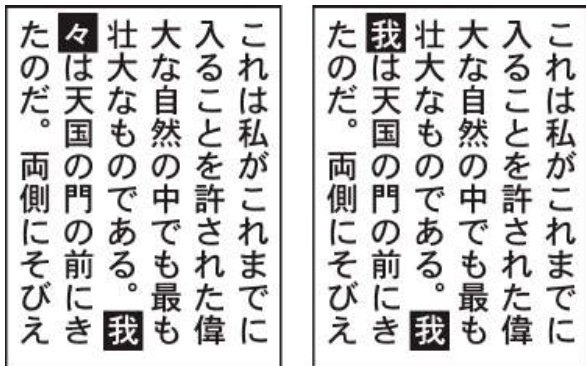 これは私がこれまでに
入ることを許された偉
大な自然の中でも最も
壮大なものである。我
々は天国の門の前にき
たのだ。両側にそびえ
これは私がこれまでに
入ることを許された偉
大な自然の中でも最も
壮大なものである。我
我は天国の門の前にき
たのだ。両側にそびえ